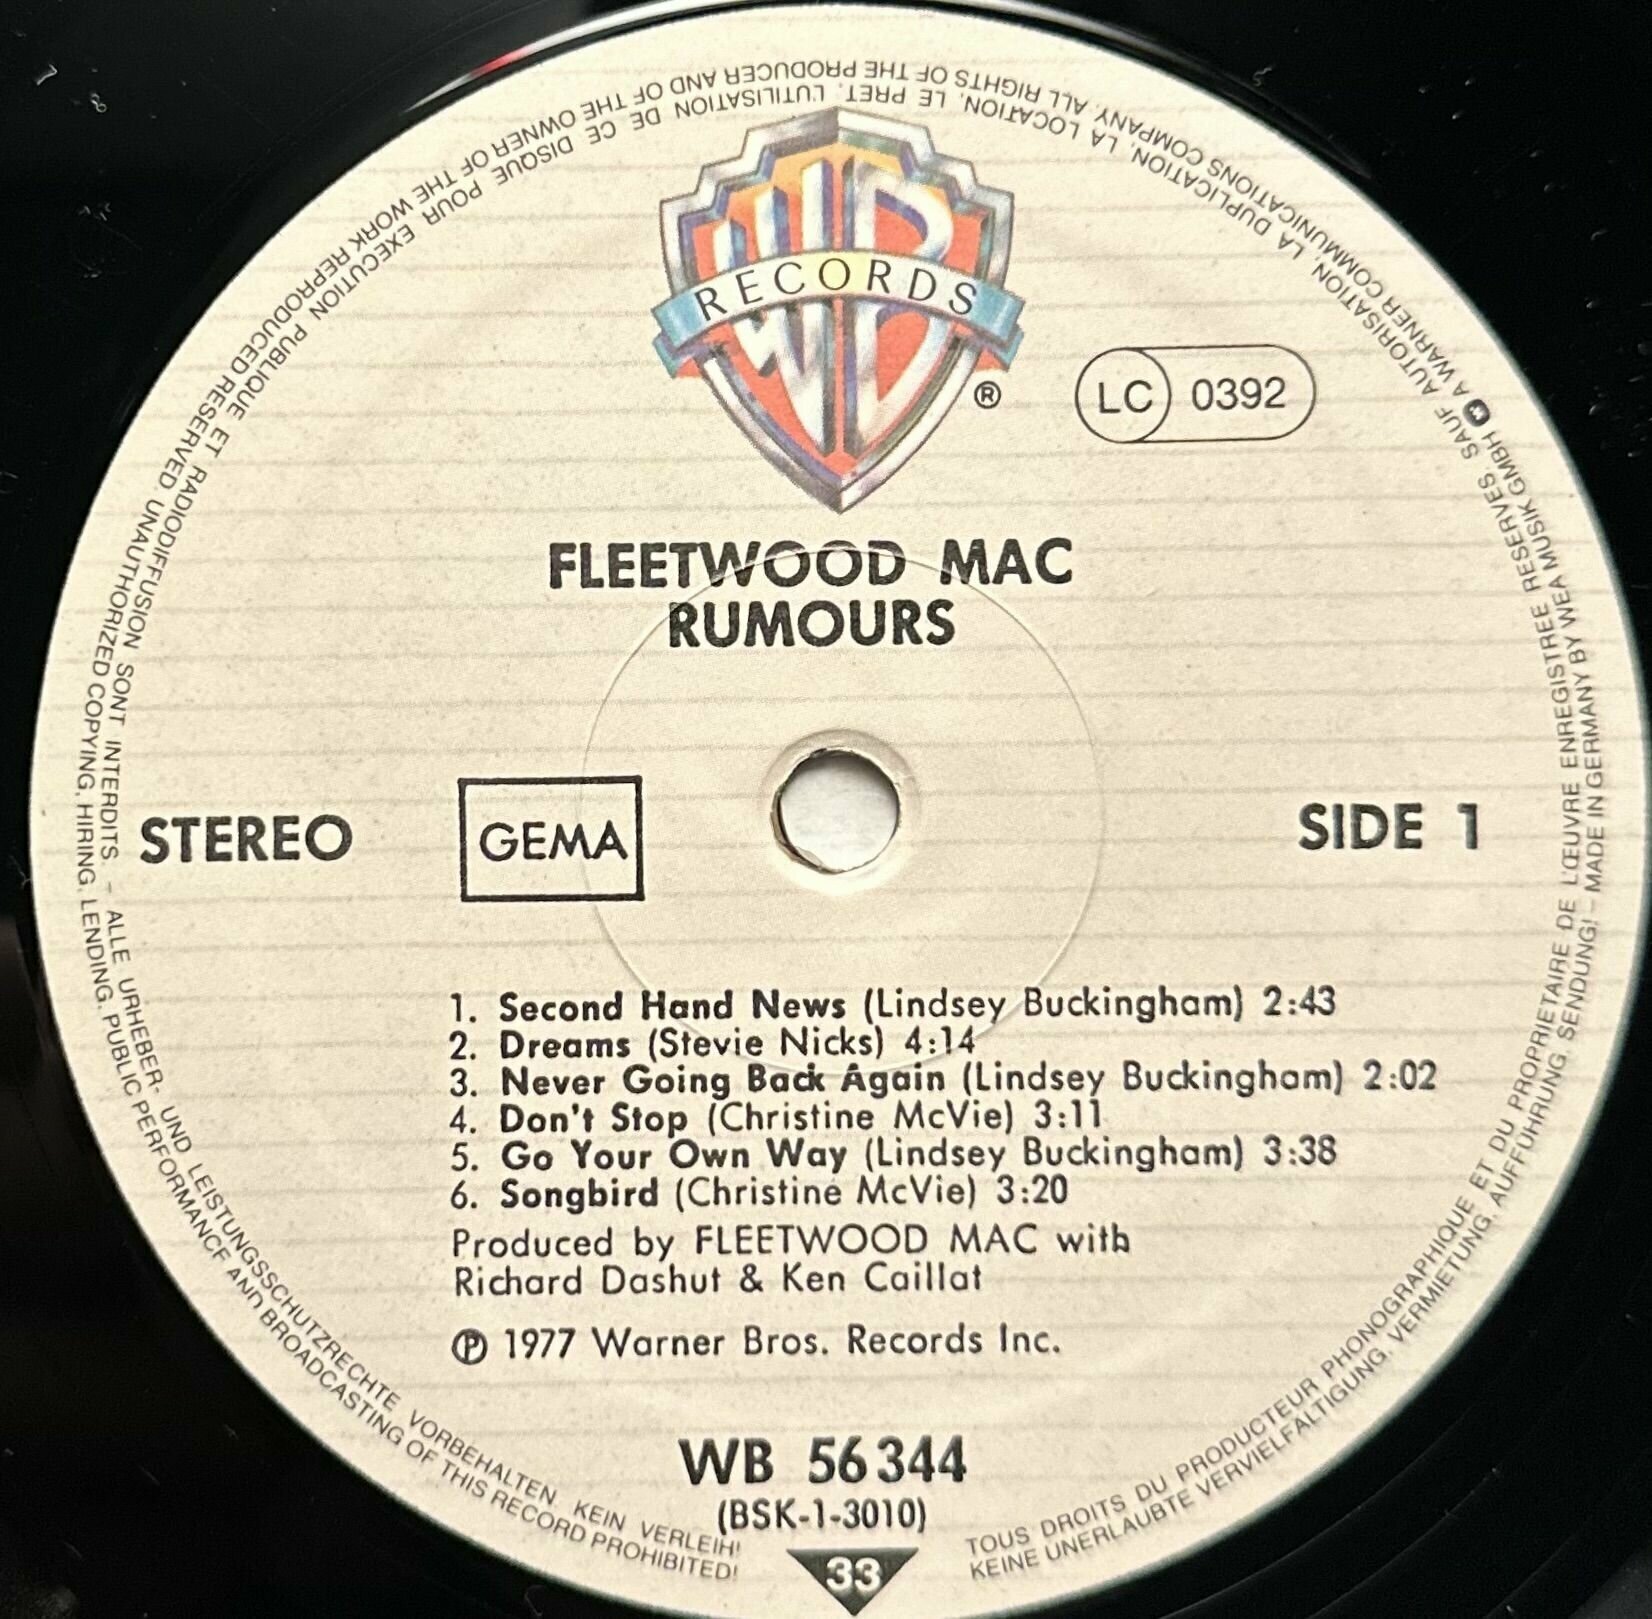 WB
RECORDS
®
LC 0392
FLEETWOOD MAC
RUMOURS
STEREO
GEMA
SIDE 1
1. Second Hand News (Lindsey Buckingham) 2:43
2. Dreams (Stevie Nicks) 4:14
3. Never Going Back Again (Lindsey Buckingham) 2:02
4. Don't Stop (Christine McVie) 3:11
5. Go Your Own Way (Lindsey Buckingham) 3:38
6. Songbird (Christine McVie) 3:20
Produced by FLEETWOOD MAC with
Richard Dashut & Ken Caillat
℗ 1977 Warner Bros. Records Inc.
WB 56 344
(BSK-1-3010)
33
TOUS DROITS DU PRODUCTEUR PHONOGRAPHIQUE ET DU PROPRIETAIRE DE L'ŒUVRE ENREGISTREE RESERVES. SAUF AUTORISATION, LA DUPLICATION, LA LOCATION, LE PRET, L'UTILISATION DE CE DISQUE POUR EXECUTION PUBLIQUE ET RADIODIFFUSION SONT INTERDITS – ALLE URHEBER- UND LEISTUNGSSCHUTZRECHTE VORBEHALTEN. KEIN VERLEIH!
KEINE UNERLAUBTE VERVIELFÄLTIGUNG, VERMIETUNG, AUFFÜHRUNG, SENDUNG! – MADE IN GERMANY BY WEA MUSIK GMBH A WARNER COMMUNICATIONS COMPANY. ALL RIGHTS OF THE PRODUCER AND OF THE OWNER OF THE WORK REPRODUCED RESERVED. UNAUTHORIZED COPYING, HIRING, LENDING, PUBLIC PERFORMANCE AND BROADCASTING OF THIS RECORD PROHIBITED!